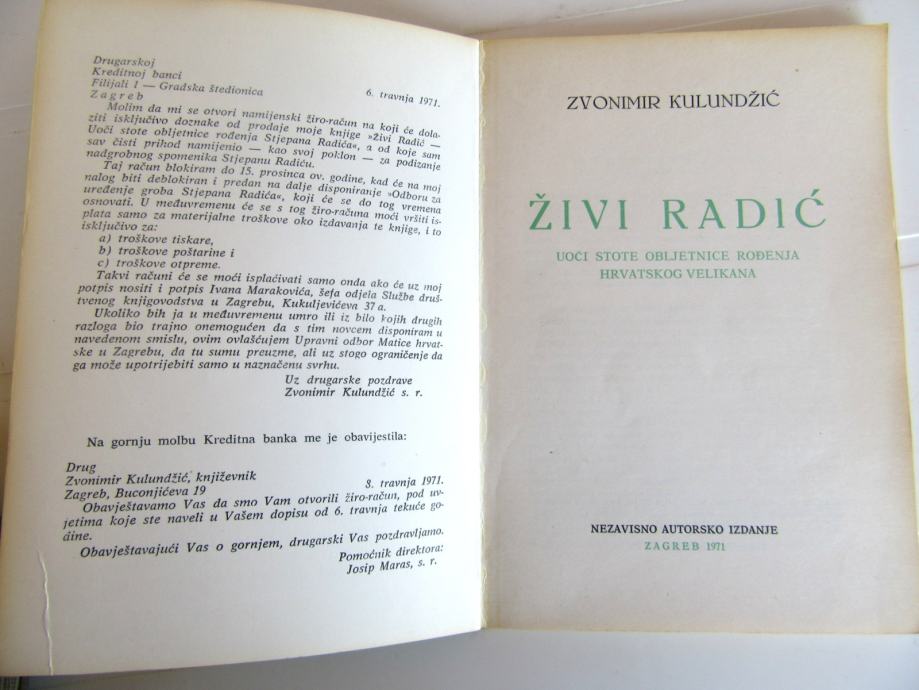 Drugarskoj
Kreditnoj banci
Filijali 1 — Gradska štedionica
Zagreb
6. travnja 1971.
Molim da mi se otvori namijenski žiro-račun na koji će dola-
ziti isključivo doznake od prodaje moje knjige »Živi Radić —
Uoči stote obljetnice rođenja Stjepana Radića«, a od koje sam
sav čisti prihod namijenio — kao svoj poklon — za podizanje
nadgrobnog spomenika Stjepanu Radiću.
Taj račun blokiram do 15. prosinca ov. godine, kad će na moj
nalog biti deblokiran i predan na dalje disponiranje »Odboru za
uređenje groba Stjepana Radića«, koji će se do tog vremena
osnovati. U međuvremenu će se s tog žiro-računa moći vršiti is-
plata samo za materijalne troškove oko izdavanja te knjige, i to
isključivo za:
a) troškove tiskare,
b) troškove poštarine i
c) troškove otpreme.
Takvi računi će se moći isplaćivati samo onda ako će uz moj
potpis nositi i potpis Ivana Marakovića, šefa odjela Službe druš-
tvenog knjigovodstva u Zagrebu, Kukuljevićeva 37 a.
Ukoliko bih ja u međuvremenu umro ili iz bilo kojih drugih
razloga bio trajno onemogućen da s tim novcem disponiram u
navedenom smislu, ovim ovlašćujem Upravni odbor Matice hrvat-
ske u Zagrebu, da tu sumu preuzme, ali uz stogo ograničenje da
ga može upotrijebiti samo u naznačenu svrhu.
Uz drugarske pozdrave
Zvonimir Kulundžić s. r.
Na gornju molbu Kreditna banka me je obavijestila:
Drug
Zvonimir Kulundžić, književnik
Zagreb, Buconjićeva 19
8. travnja 1971.
Obavještavamo Vas da smo Vam otvorili žiro-račun, pod uv-
jetima koje ste naveli u Vašem dopisu od 6. travnja tekuće go-
dine.
Obavještavajući Vas o gornjem, drugarski Vas pozdravljamo.
Pomoćnik direktora:
Josip Maras, s. r.
ZVONIMIR KULUNDŽIĆ
ŽIVI RADIĆ
UOČI STOTE OBLJETNICE ROĐENJA
HRVATSKOG VELIKANA
NEZAVISNO AUTORSKO IZDANJE
ZAGREB 1971